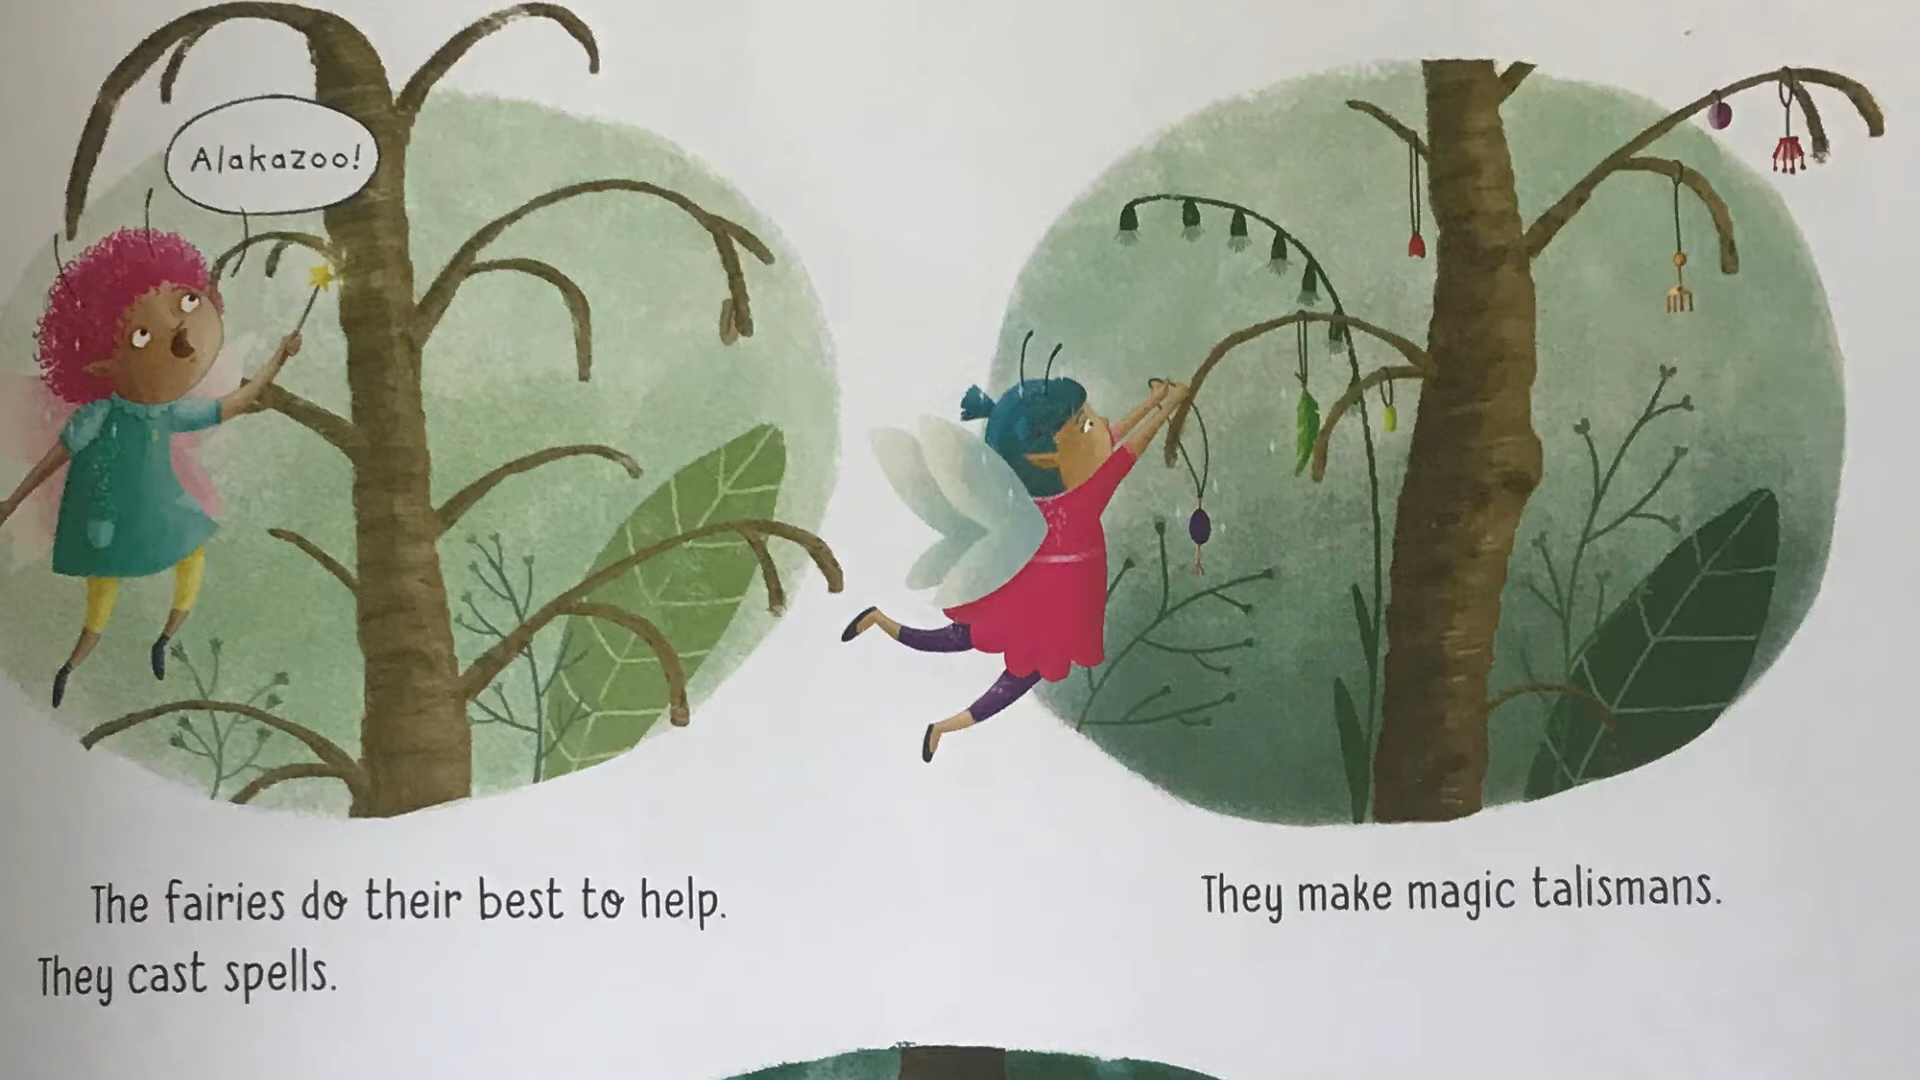 Alakazoo!
The fairies do their best to help.
They cast spells.
They make magic talismans.